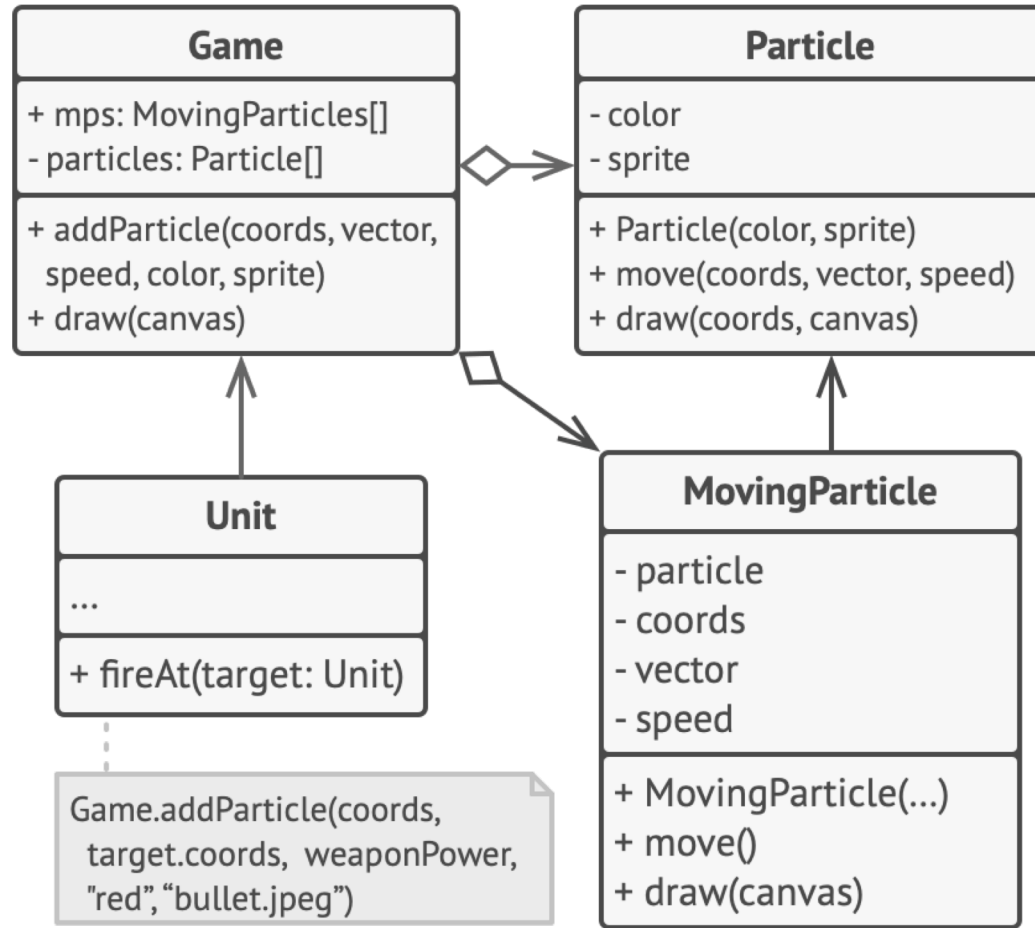 Game
+ mps: MovingParticles[]
- particles: Particle[]
+ addParticle(coords, vector,
speed, color, sprite)
+ draw(canvas)
Particle
- color
- sprite
+ Particle(color, sprite)
+ move(coords, vector, speed)
+ draw(coords, canvas)
Unit
...
+ fireAt(target: Unit)
Game.addParticle(coords,
target.coords, weaponPower,
"red”,“bullet.jpeg”)
MovingParticle
- particle
- coords
- vector
- speed
+ MovingParticle(...)
+ move()
+ draw(canvas)